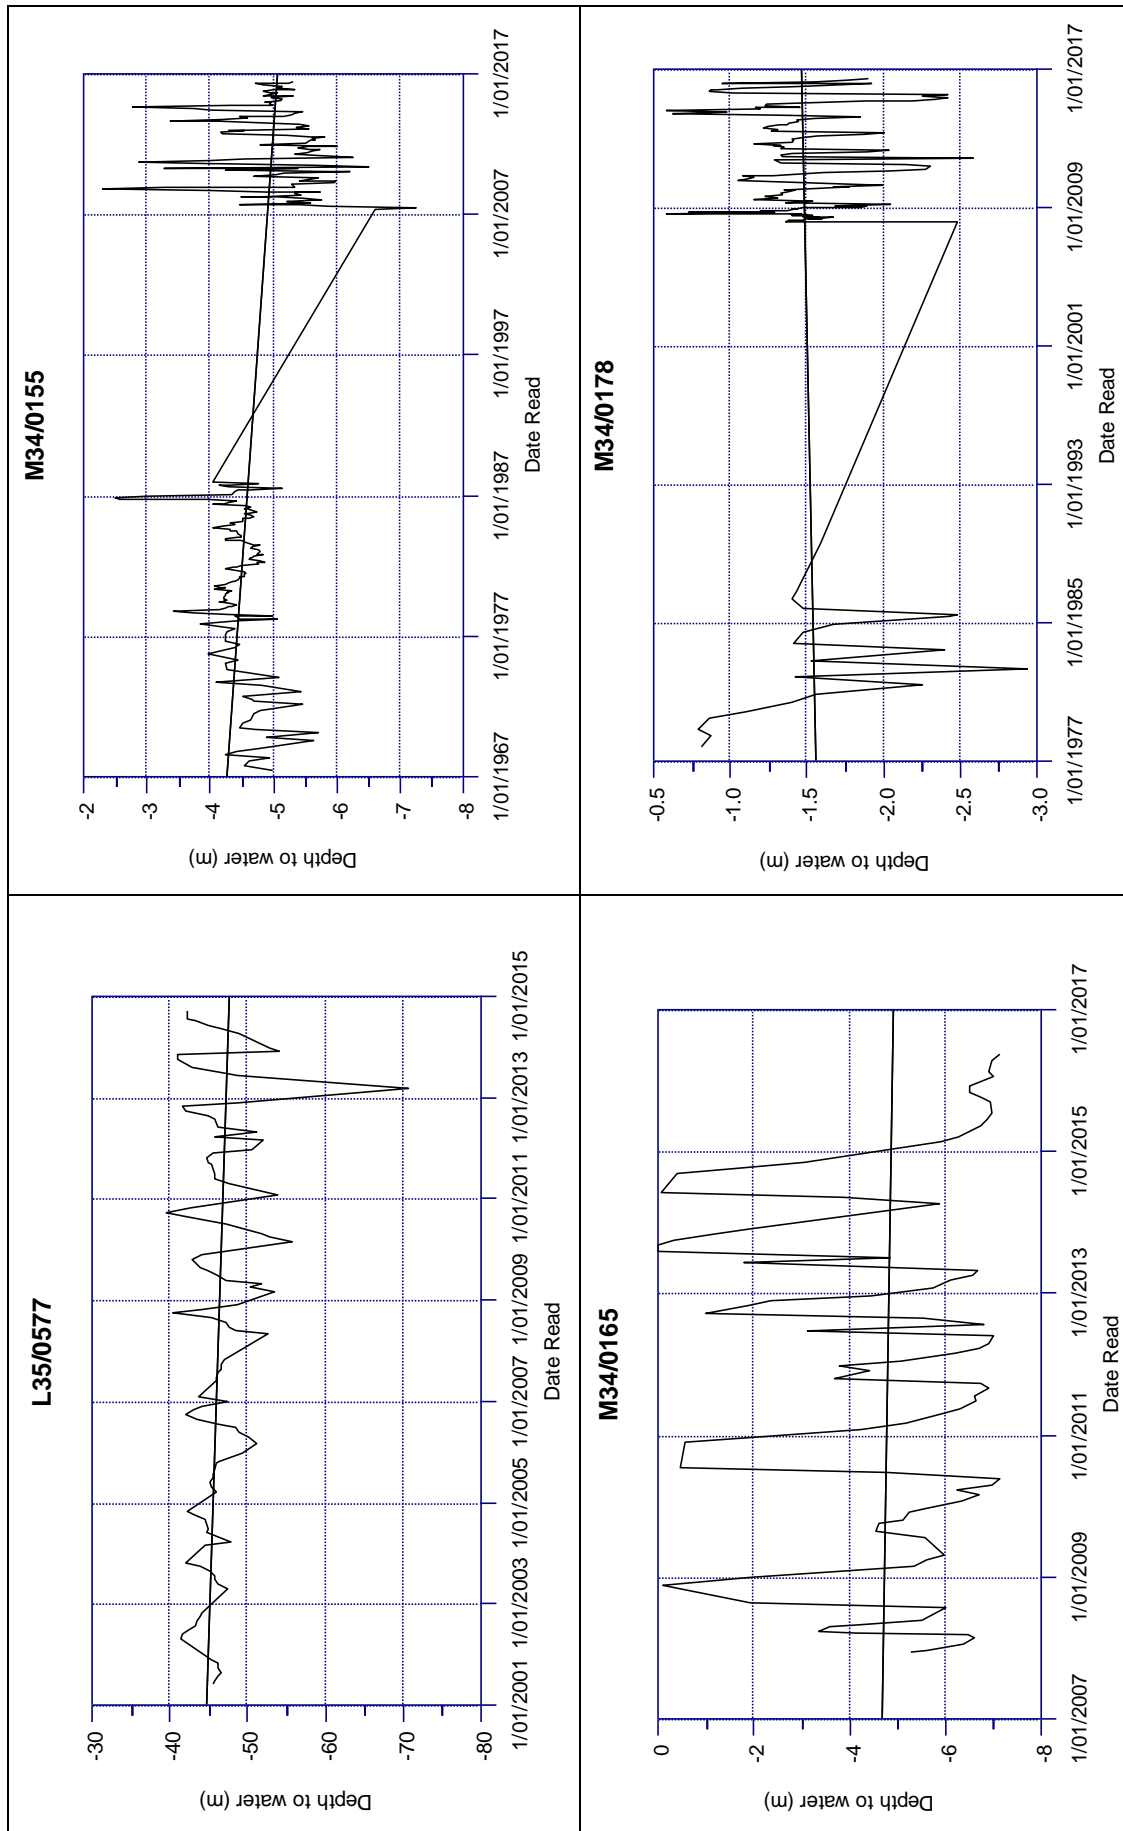 L35/0577
Depth to water (m)
-30
-40
-50
-60
-70
-80
1/01/2001 1/01/2003 1/01/2005 1/01/2007 1/01/2009 1/01/2011 1/01/2013 1/01/2015
Date Read
M34/0155
Depth to water (m)
-2
-3
-4
-5
-6
-7
-8
1/01/1967 1/01/1977 1/01/1987 1/01/1997 1/01/2007 1/01/2017
Date Read
M34/0165
Depth to water (m)
0
-2
-4
-6
-8
1/01/2007 1/01/2009 1/01/2011 1/01/2013 1/01/2015 1/01/2017
Date Read
M34/0178
Depth to water (m)
-0.5
-1.0
-1.5
-2.0
-2.5
-3.0
1/01/1977 1/01/1985 1/01/1993 1/01/2001 1/01/2009 1/01/2017
Date Read